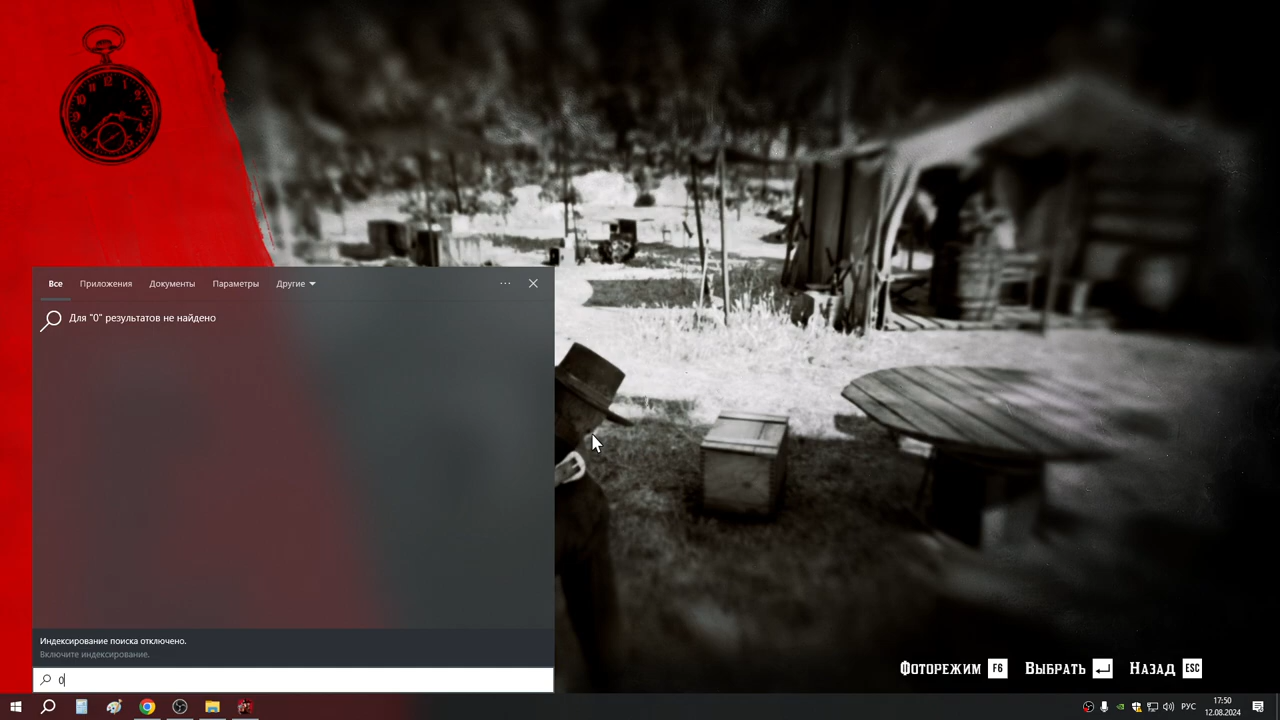 Все Приложения Документы Параметры Другие
Для "0" результатов не найдено
Индексирование поиска отключено.
Включите индексирование.
0
Фоторежим F6 Выбрать Назад ESC
РУС
17:50
12.08.2024